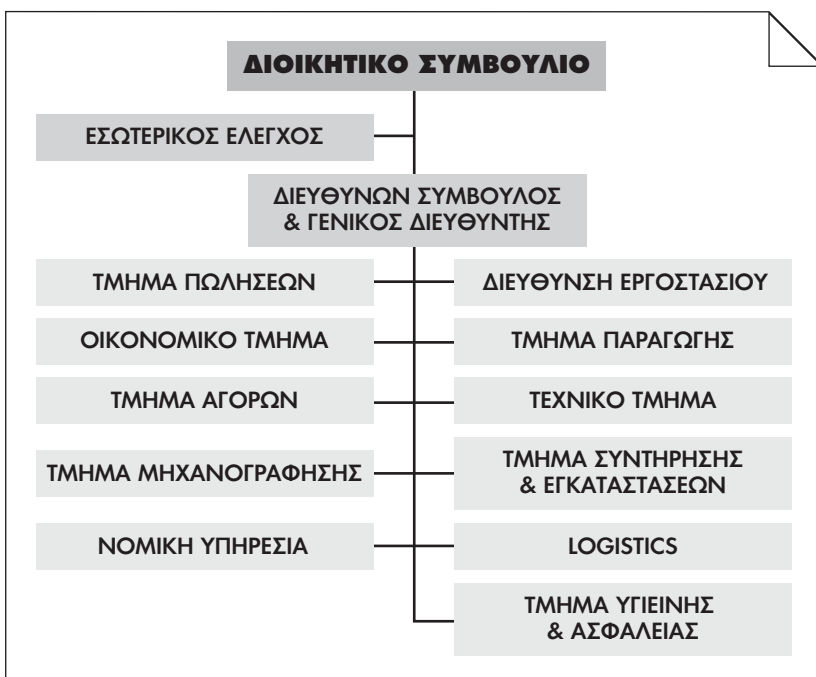 ΔΙΟΙΚΗΤΙΚΟ ΣΥΜΒΟΥΛΙΟ
ΕΣΩΤΕΡΙΚΟΣ ΕΛΕΓΧΟΣ
ΔΙΕΥΘΥΝΩΝ ΣΥΜΒΟΥΛΟΣ
& ΓΕΝΙΚΟΣ ΔΙΕΥΘΥΝΤΗΣ
ΤΜΗΜΑ ΠΩΛΗΣΕΩΝ
ΔΙΕΥΘΥΝΣΗ ΕΡΓΟΣΤΑΣΙΟΥ
ΟΙΚΟΝΟΜΙΚΟ ΤΜΗΜΑ
ΤΜΗΜΑ ΠΑΡΑΓΩΓΗΣ
ΤΜΗΜΑ ΑΓΟΡΩΝ
ΤΕΧΝΙΚΟ ΤΜΗΜΑ
ΤΜΗΜΑ ΜΗΧΑΝΟΓΡΑΦΗΣΗΣ
ΤΜΗΜΑ ΣΥΝΤΗΡΗΣΗΣ
& ΕΓΚΑΤΑΣΤΑΣΕΩΝ
ΝΟΜΙΚΗ ΥΠΗΡΕΣΙΑ
LOGISTICS
ΤΜΗΜΑ ΥΓΙΕΙΝΗΣ
& ΑΣΦΑΛΕΙΑΣ